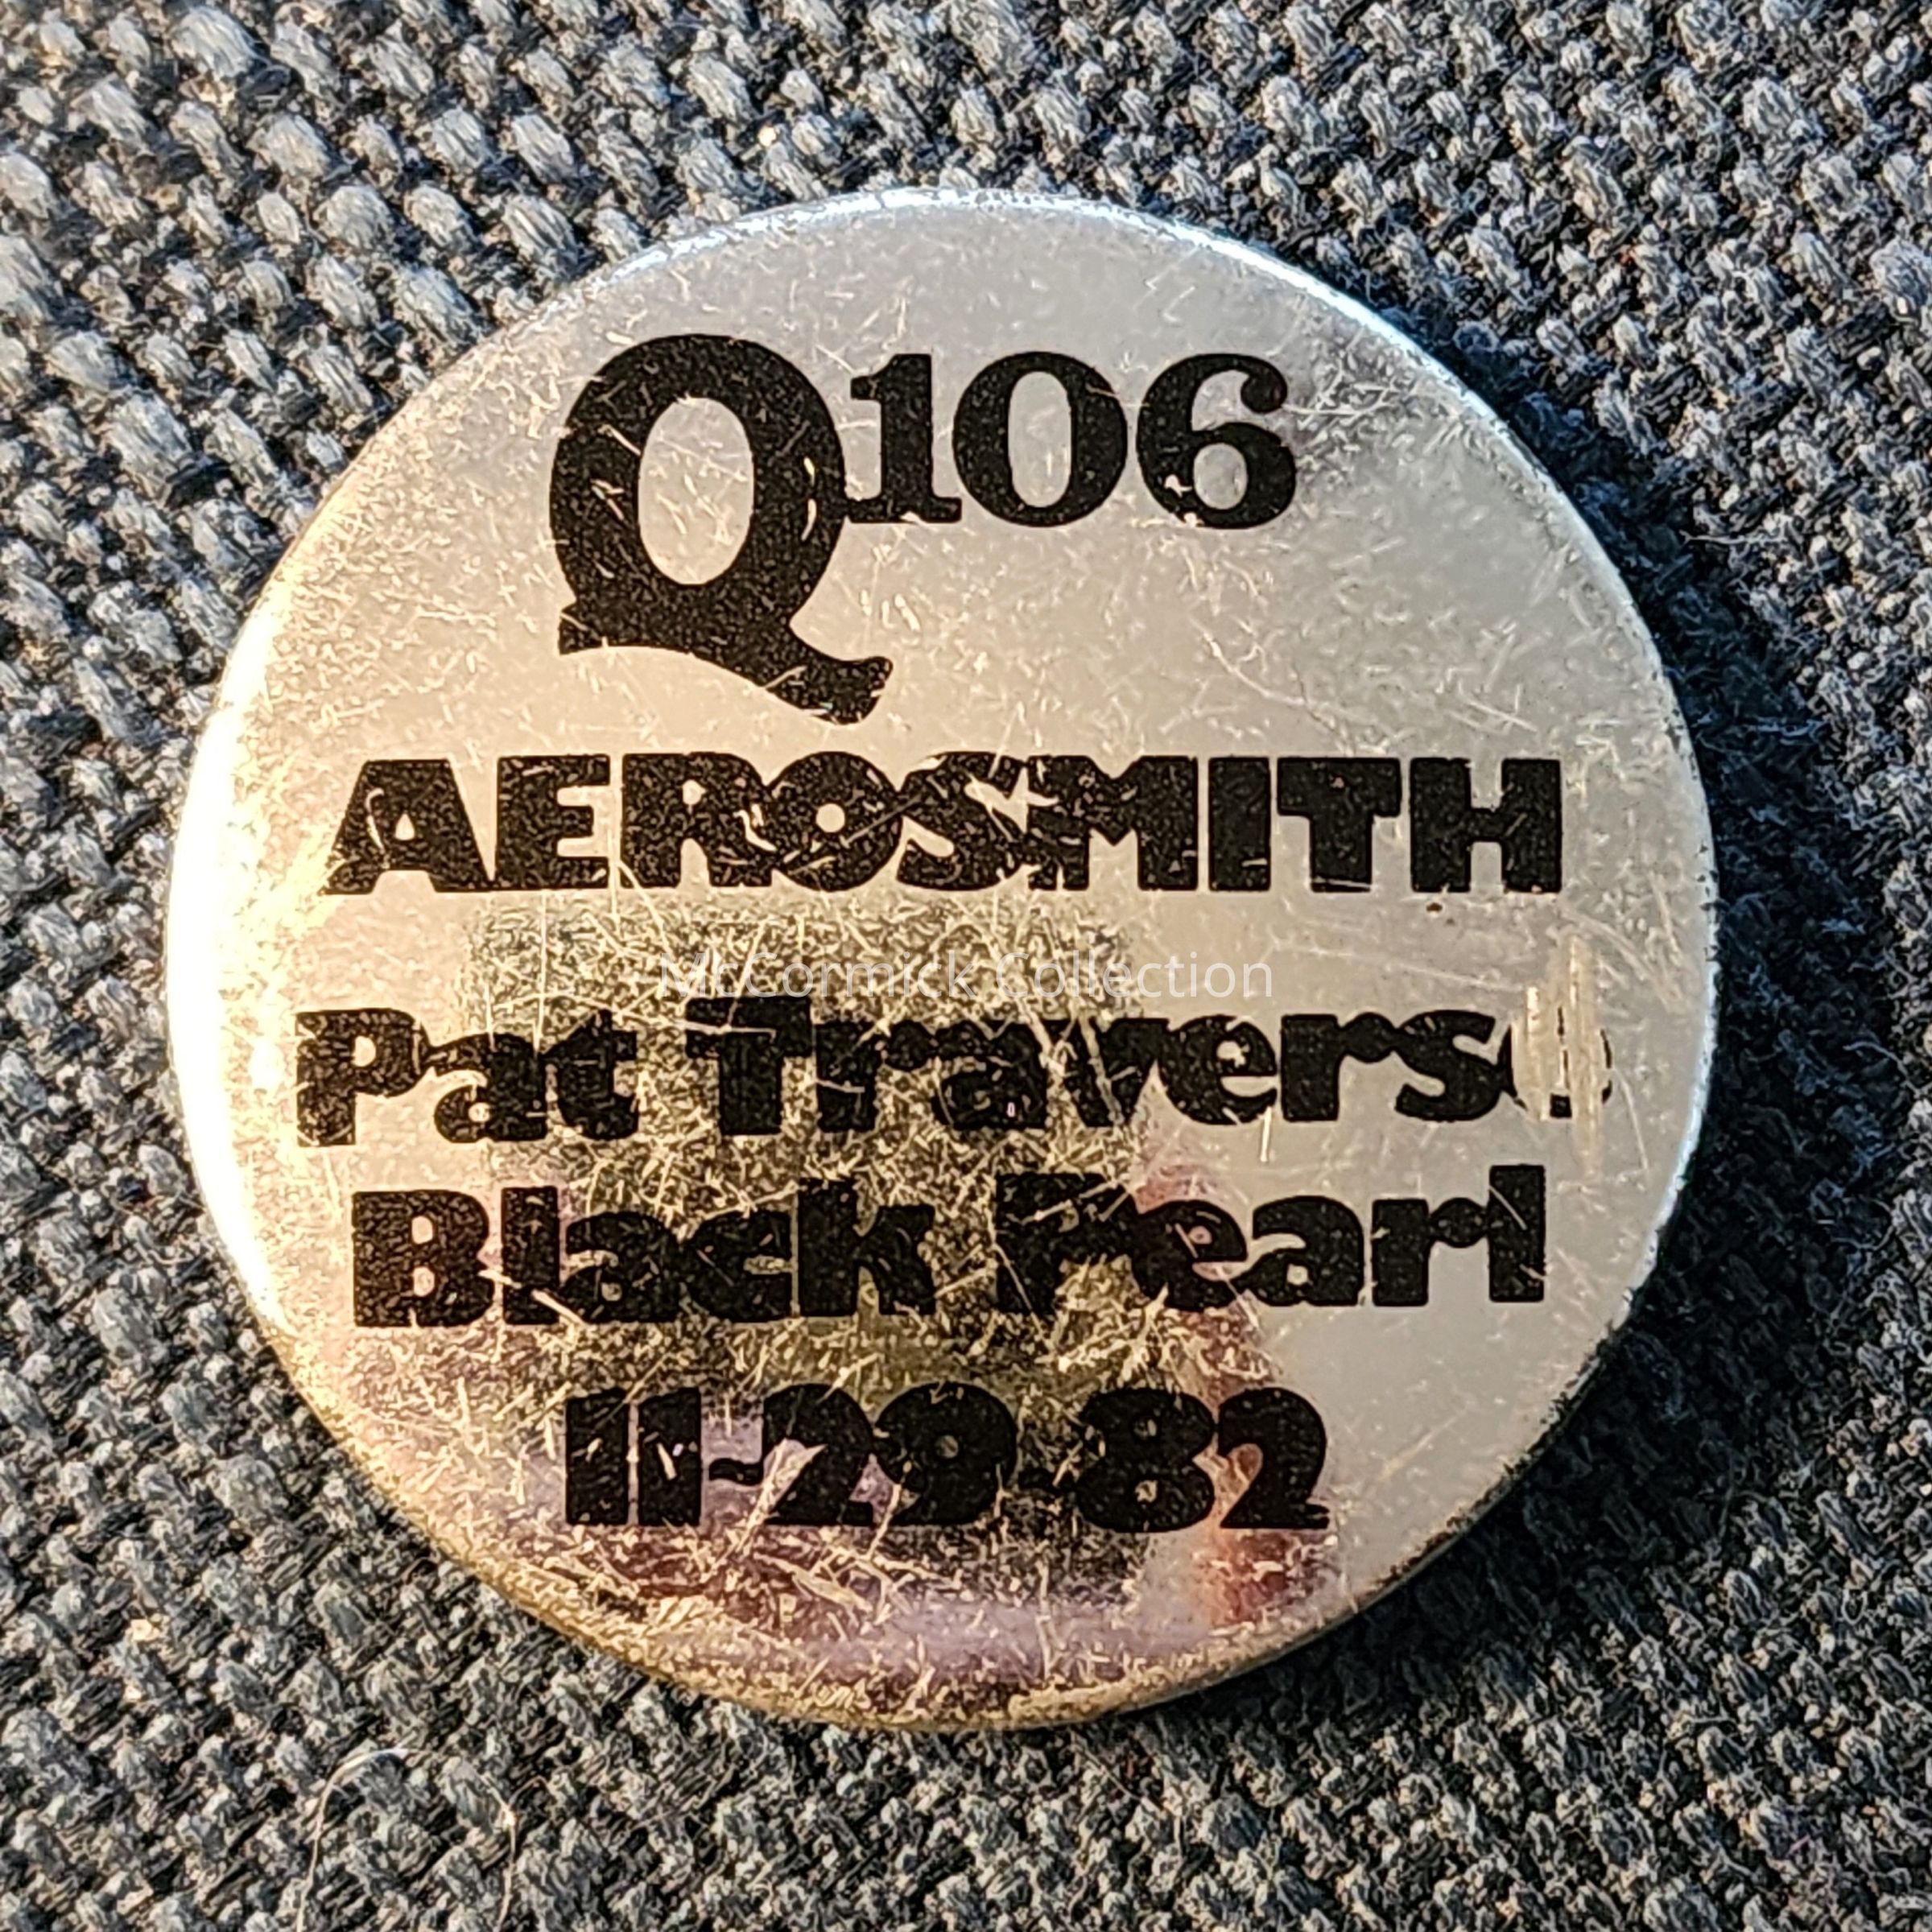 Q106
AEROSMITH
McCormick Collection
Pat Travers
Black Pearl
11-29-82